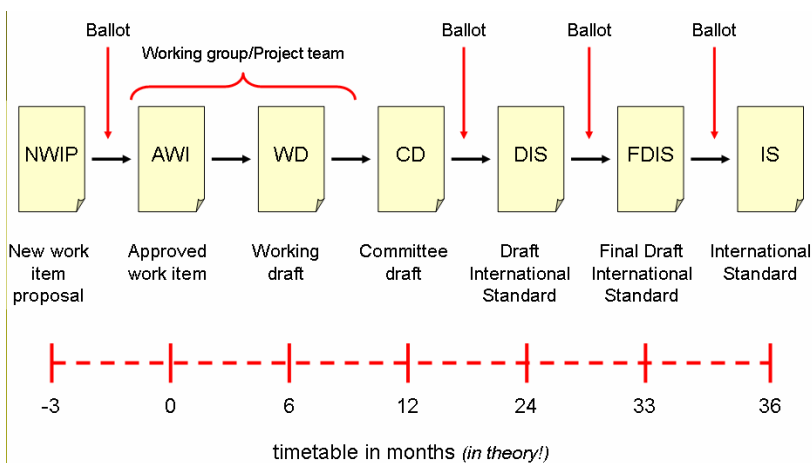 Ballot
Working group/Project team
Ballot
Ballot
Ballot
NWIP
AWI
WD
CD
DIS
FDIS
IS
New work
item
proposal
Approved
work item
Working
draft
Committee
draft
Draft
International
Standard
Final Draft
International
Standard
International
Standard
-3
0
6
12
24
33
36
timetable in months (in theory!)